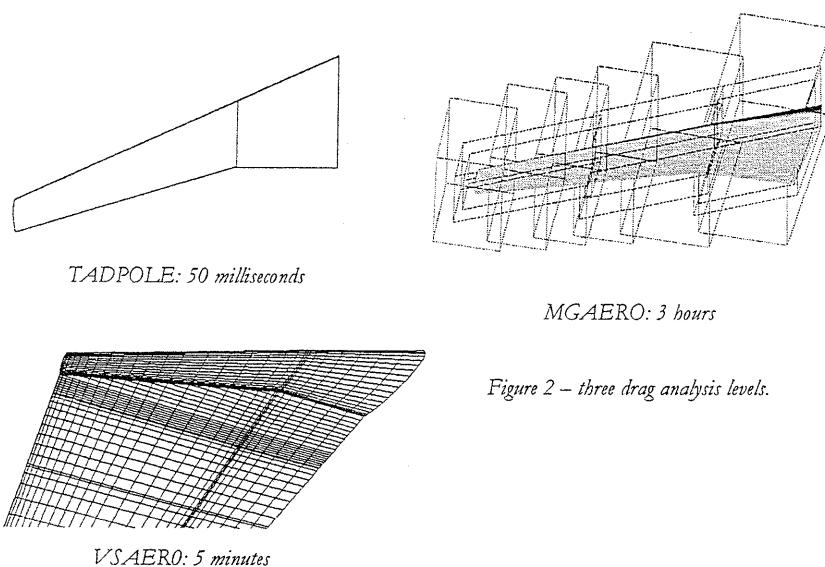 TADPOLE: 50 milliseconds
MGAERO: 3 hours
Figure 2 – three drag analysis levels.
VSAERO: 5 minutes